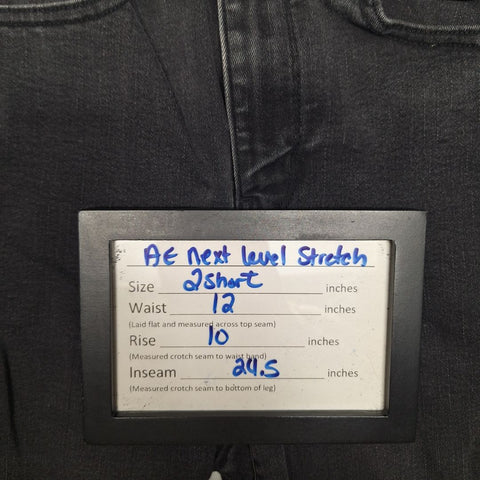 AE next level stretch
Size 2short inches
Waist 12 inches
(Laid flat and measured across top seam)
Rise 10 inches
(Measured crotch seam to waist band)
Inseam 24.5 inches
(Measured crotch seam to bottom of leg)